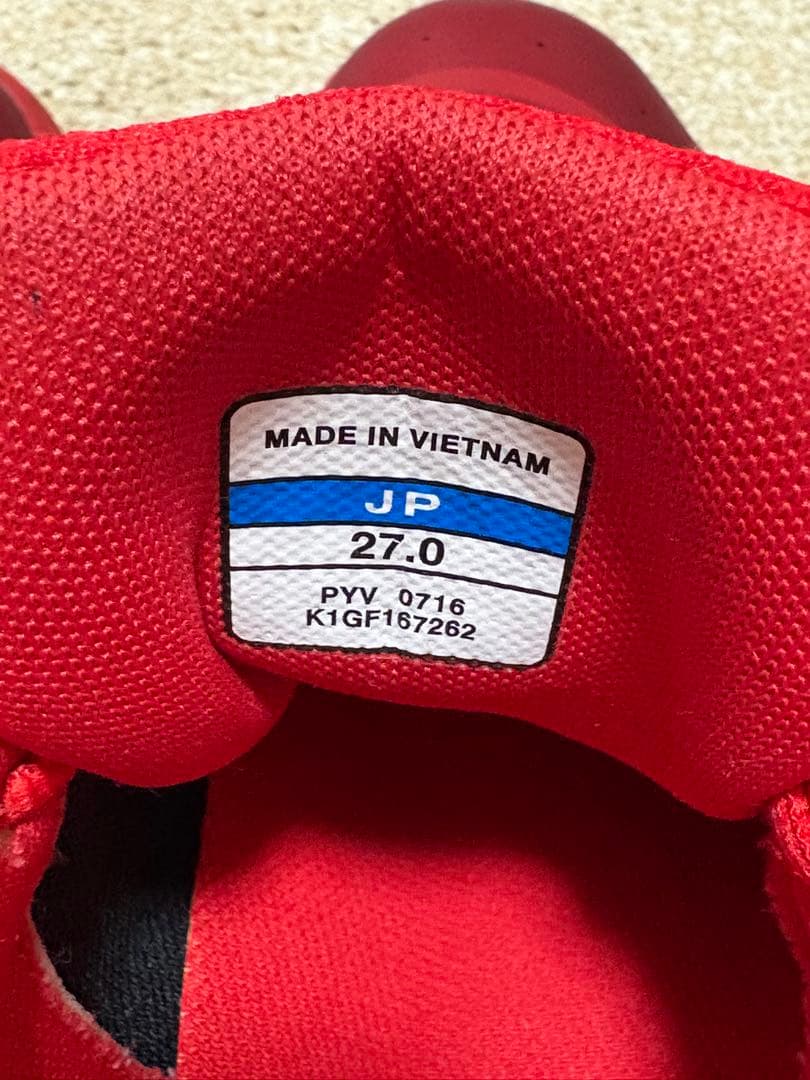 MADE IN VIETNAM
JP
27.0
PYV 0716
K1GF167262